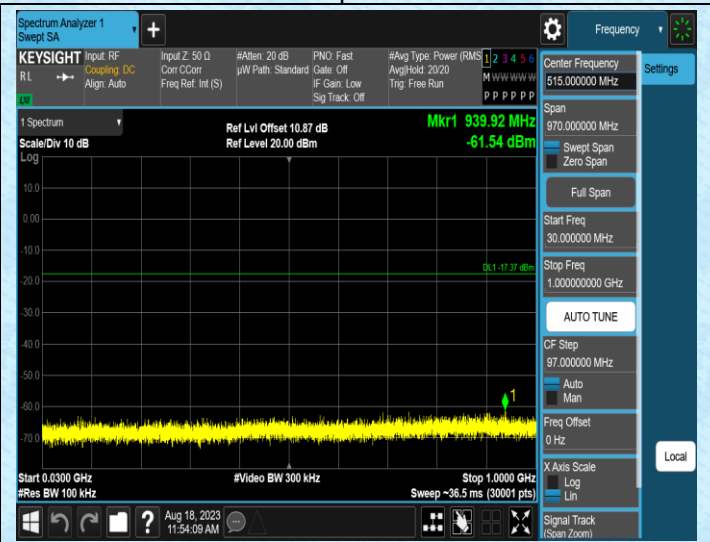 Spectrum Analyzer 1
Swept SA
+
Frequency
KEYSIGHT
RL
Input: RF
Coupling: DC
Align: Auto
Input Z: 50 Ω
Corr CCorr
Freq Ref: Int (S)
#Atten: 20 dB
µW Path: Standard
PNO: Fast
Gate: Off
IF Gain: Low
Sig Track: Off
#Avg Type: Power (RMS
Avg|Hold: 20/20
Trig: Free Run
1 2 3 4 5 6
M W W W W W
P P P P P P
1 Spectrum
Scale/Div 10 dB
Log
Ref Lvl Offset 10.87 dB
Ref Level 20.00 dBm
Mkr1 939.92 MHz
-61.54 dBm
10.0
0.00
-10.0
DL1 -17.37 dBm
-20.0
-30.0
-40.0
-50.0
1
-60.0
-70.0
Start 0.0300 GHz
#Res BW 100 kHz
#Video BW 300 kHz
Stop 1.0000 GHz
Sweep ~36.5 ms (30001 pts)
Center Frequency
515.000000 MHz
Settings
Span
970.000000 MHz
Swept Span
Zero Span
Full Span
Start Freq
30.000000 MHz
Stop Freq
1.000000000 GHz
AUTO TUNE
CF Step
97.000000 MHz
Auto
Man
Freq Offset
0 Hz
X Axis Scale
Log
Lin
Local
Signal Track
(Span Zoom)
?
Aug 18, 2023
11:54:09 AM